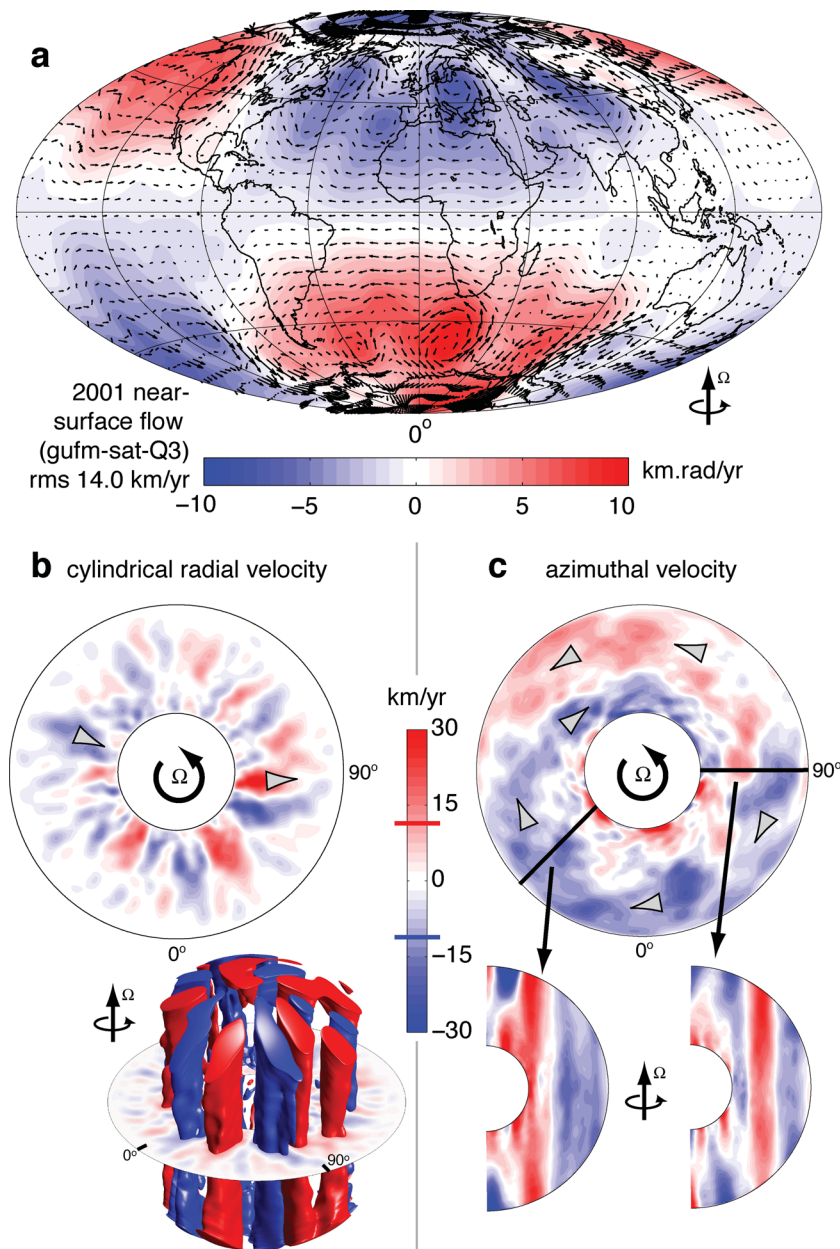 a
Ω
2001 near-
surface flow
(gufm-sat-Q3)
rms 14.0 km/yr
0°
km.rad/yr
−10 −5 0 5 10
b cylindrical radial velocity
c azimuthal velocity
km/yr
30
15
0
−15
−30
Ω
90°
0°
Ω
90°
0°
Ω
0°
90°
Ω